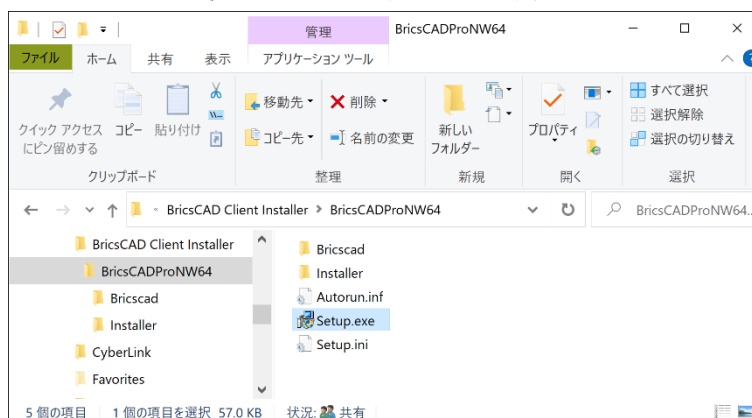 管理
BricsCADProNW64
ファイル ホーム 共有 表示 アプリケーション ツール
クイック アクセス
にピン留めする
コピー
貼り付け
移動先
コピー先
削除
名前の変更
新しい
フォルダー
プロパティ
すべて選択
選択解除
選択の切り替え
クリップボード 整理 新規 開く 選択
« BricsCAD Client Installer > BricsCADProNW64
BricsCADProNW64...
BricsCAD Client Installer
BricsCADProNW64
Bricscad
Installer
CyberLink
Favorites
Bricscad
Installer
Autorun.inf
Setup.exe
Setup.ini
5 個の項目 1 個の項目を選択 57.0 KB 状況: 共有